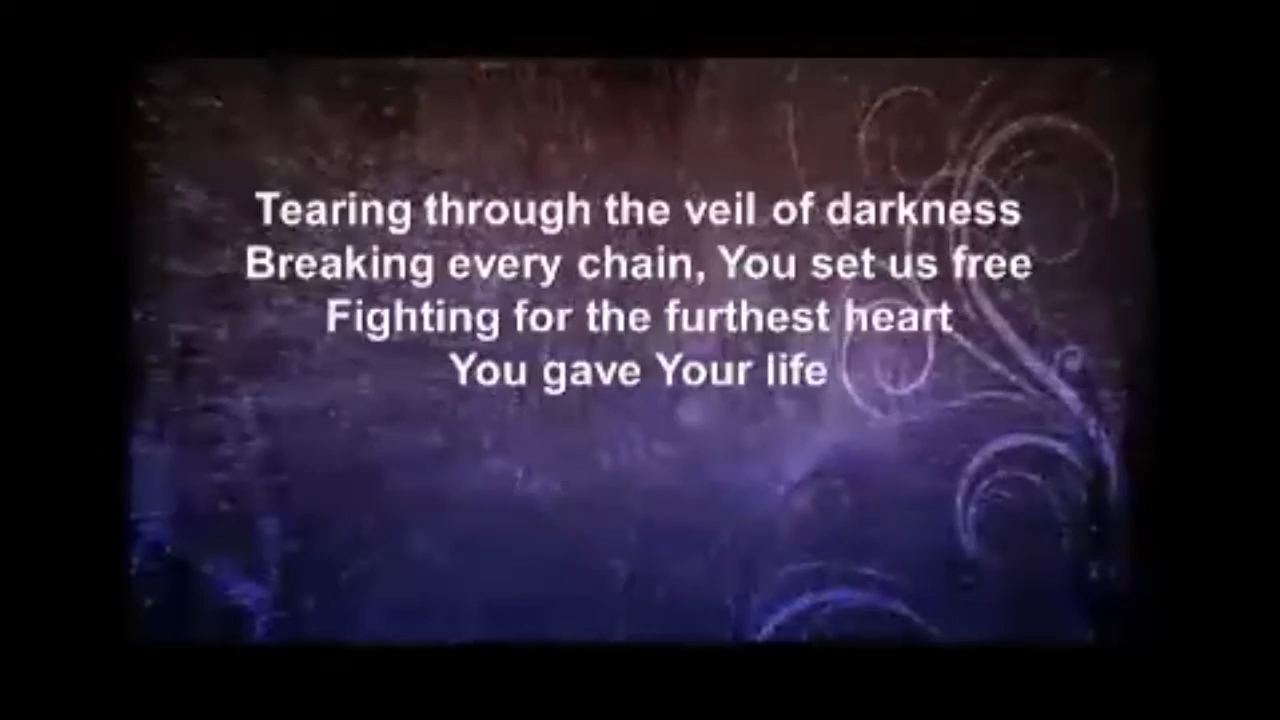 Tearing through the veil of darkness
Breaking every chain, You set us free
Fighting for the furthest heart
You gave Your life